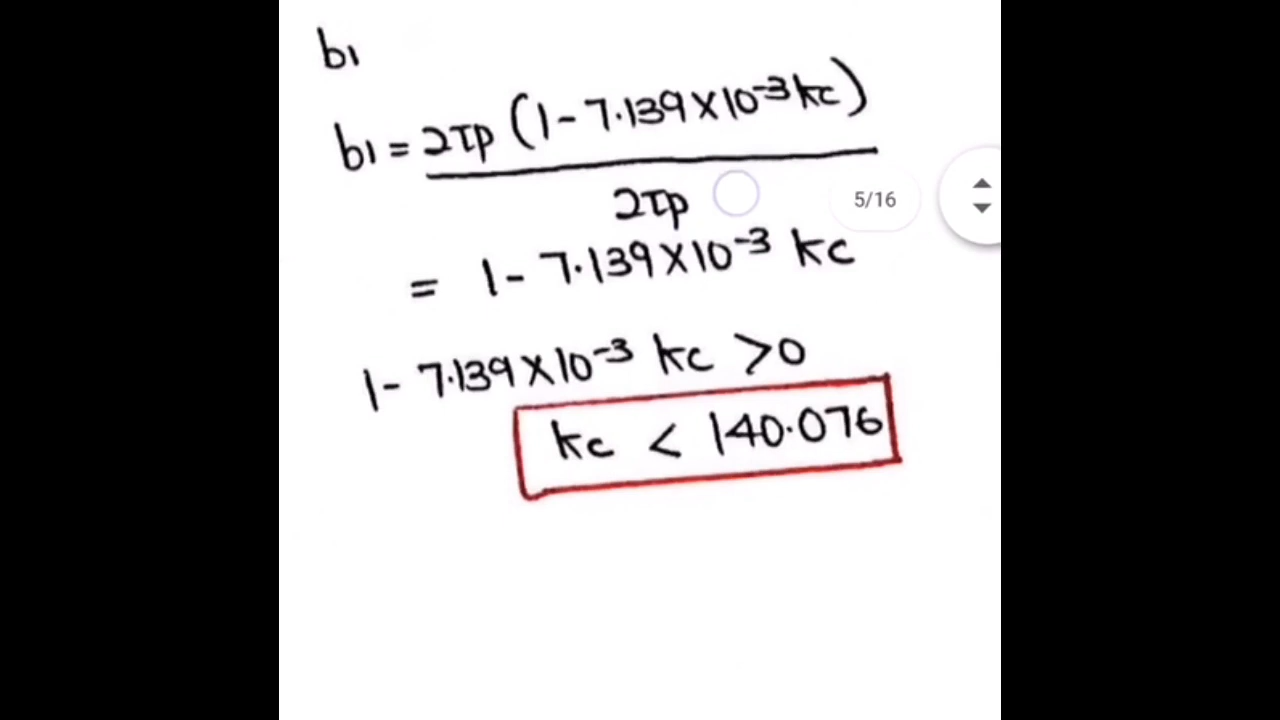 b1
b1 = 2τp (1 - 7.139 × 10⁻³ kc)
2τp
5/16
= 1 - 7.139 × 10⁻³ kc
1 - 7.139 × 10⁻³ kc > 0
kc < 140.076